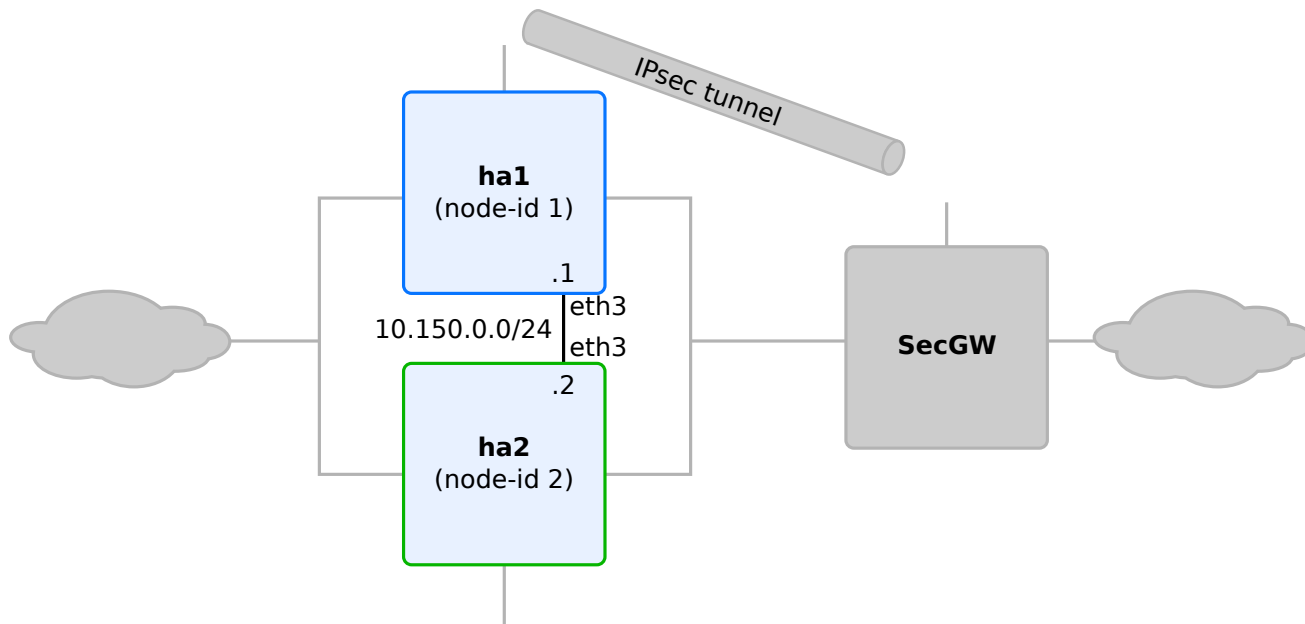 IPsec tunnel
ha1
(node-id 1)
.1
eth3
10.150.0.0/24
eth3
.2
ha2
(node-id 2)
SecGW